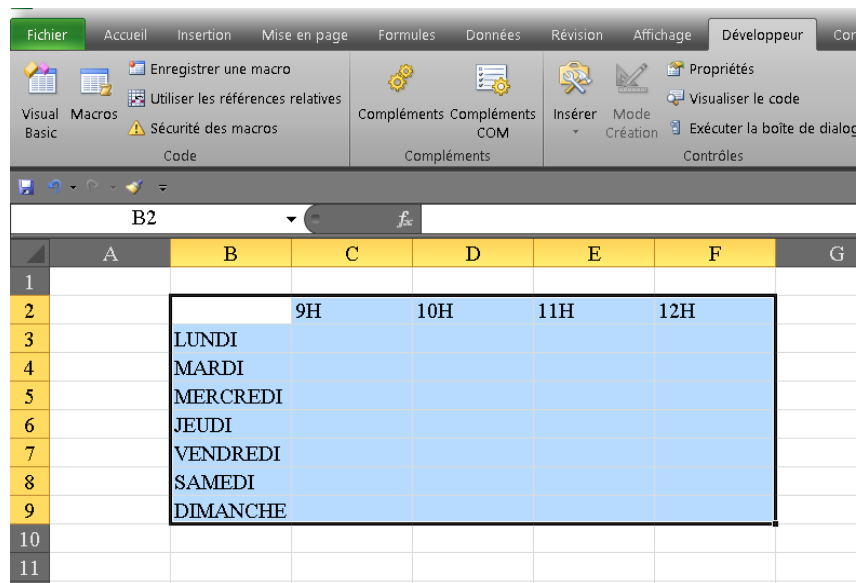 Fichier Accueil Insertion Mise en page Formules Données Révision Affichage Développeur Con
Visual Basic
Macros
Enregistrer une macro
Utiliser les références relatives
Sécurité des macros
Code
Compléments
Compléments COM
Compléments
Insérer
Mode Création
Propriétés
Visualiser le code
Exécuter la boîte de dialog
Contrôles
B2 fx
A B C D E F G
1
2 9H 10H 11H 12H
3 LUNDI
4 MARDI
5 MERCREDI
6 JEUDI
7 VENDREDI
8 SAMEDI
9 DIMANCHE
10
11